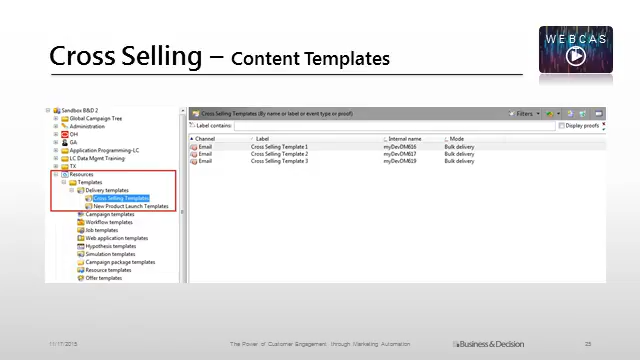 WEBCAS
Cross Selling – Content Templates
Sandbox B&D 2
Global Campaign Tree
Administration
OH
GA
Application Programming-LC
LC Data Mgmt Training
TX
Resources
Templates
Delivery templates
Cross Selling Templates
New Product Launch Templates
Campaign templates
Workflow templates
Job templates
Web application templates
Hypothesis templates
Simulation templates
Campaign package templates
Resource templates
Offer templates
Cross Selling Templates (By name or label or event type or proof)
Filters
Label contains:
Display proofs
Channel Label Internal name Mode
Email Cross Selling Template 1 myDevDM616 Bulk delivery
Email Cross Selling Template 2 myDevDM617 Bulk delivery
Email Cross Selling Template 3 myDevDM619 Bulk delivery
11/17/2015 The Power of Customer Engagement through Marketing Automation Business & Decision 25